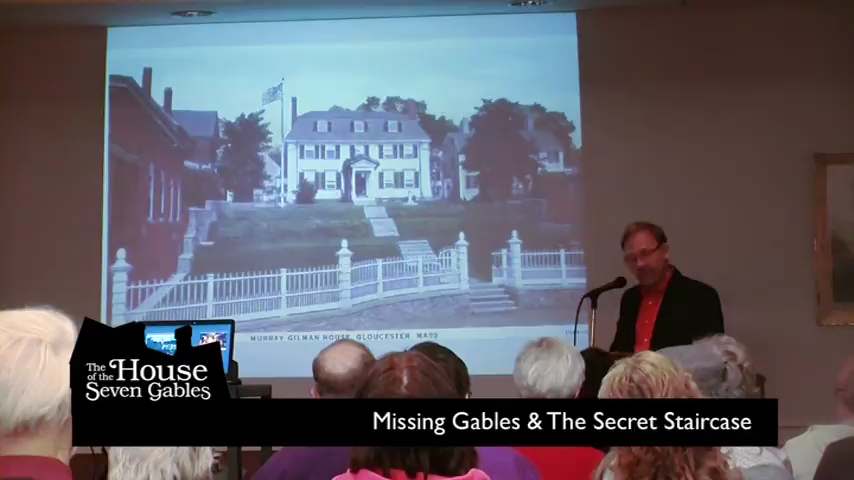 MURRAY GILMAN HOUSE, GLOUCESTER MASS
The House
of the
Seven Gables
Missing Gables & The Secret Staircase